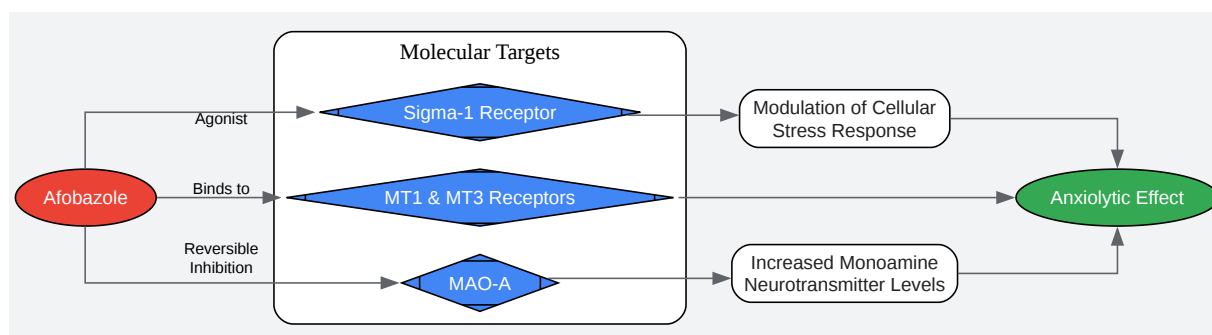 Molecular Targets
Afobazole
Agonist
Sigma-1 Receptor
Modulation of Cellular
Stress Response
Binds to
MT1 & MT3 Receptors
Anxiolytic Effect
Reversible
Inhibition
MAO-A
Increased Monoamine
Neurotransmitter Levels